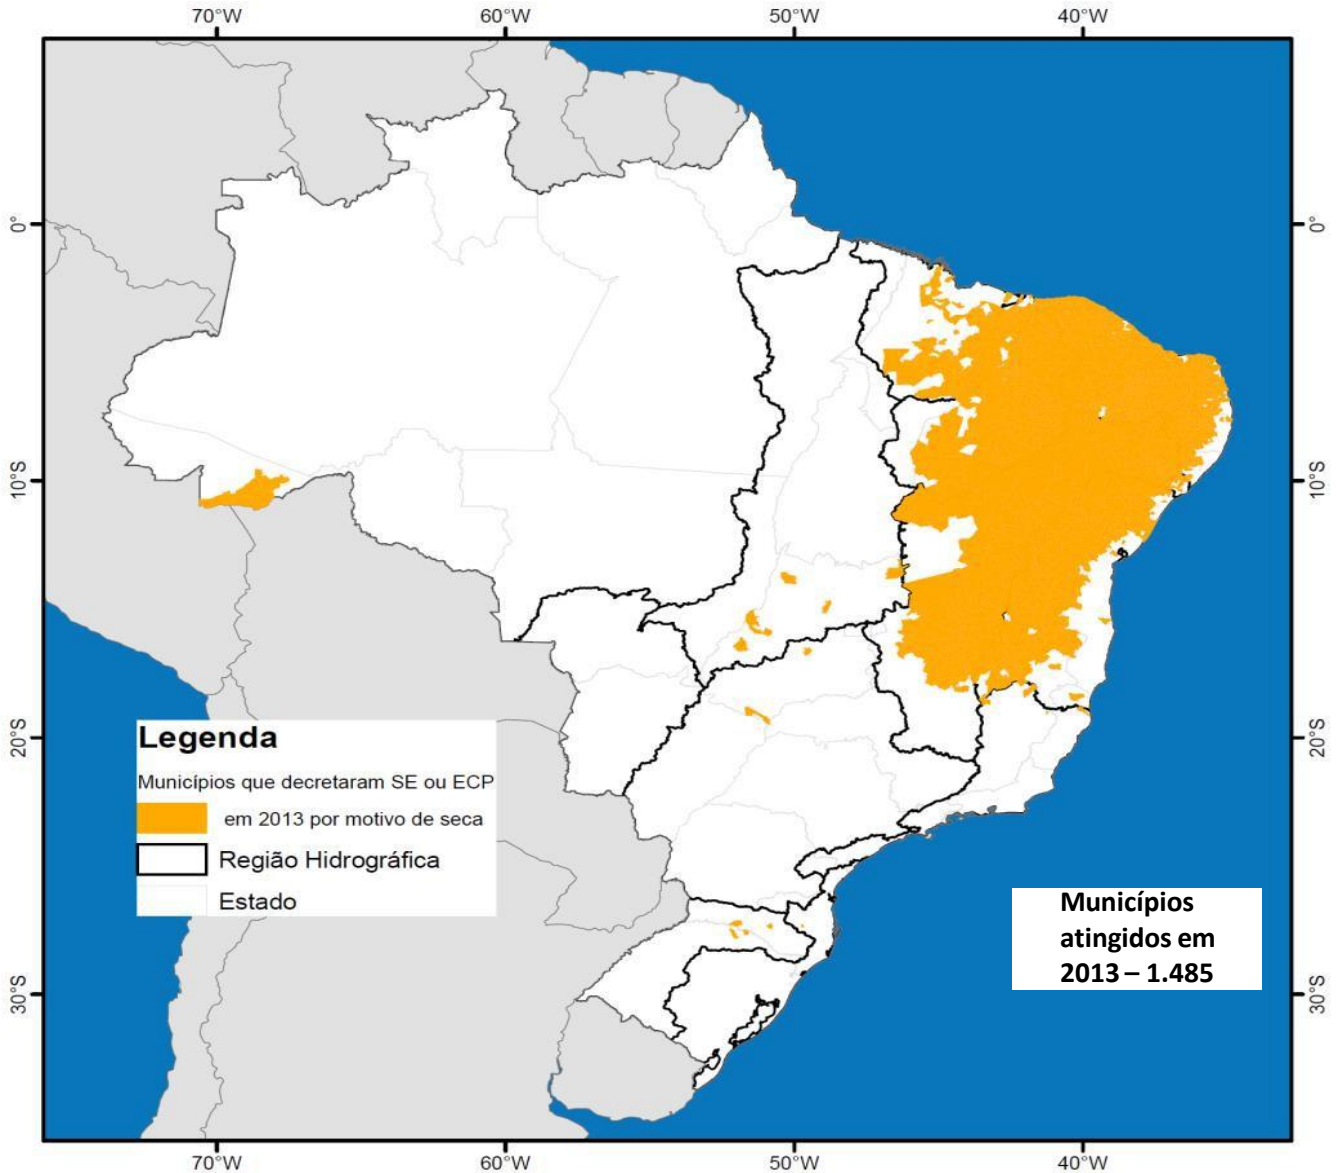 70°W 60°W 50°W 40°W
0° 0°
10°S 10°S
20°S 20°S
30°S 30°S
Legenda
Municípios que decretaram SE ou ECP
em 2013 por motivo de seca
Região Hidrográfica
Estado
Municípios
atingidos em
2013 – 1.485
70°W 60°W 50°W 40°W